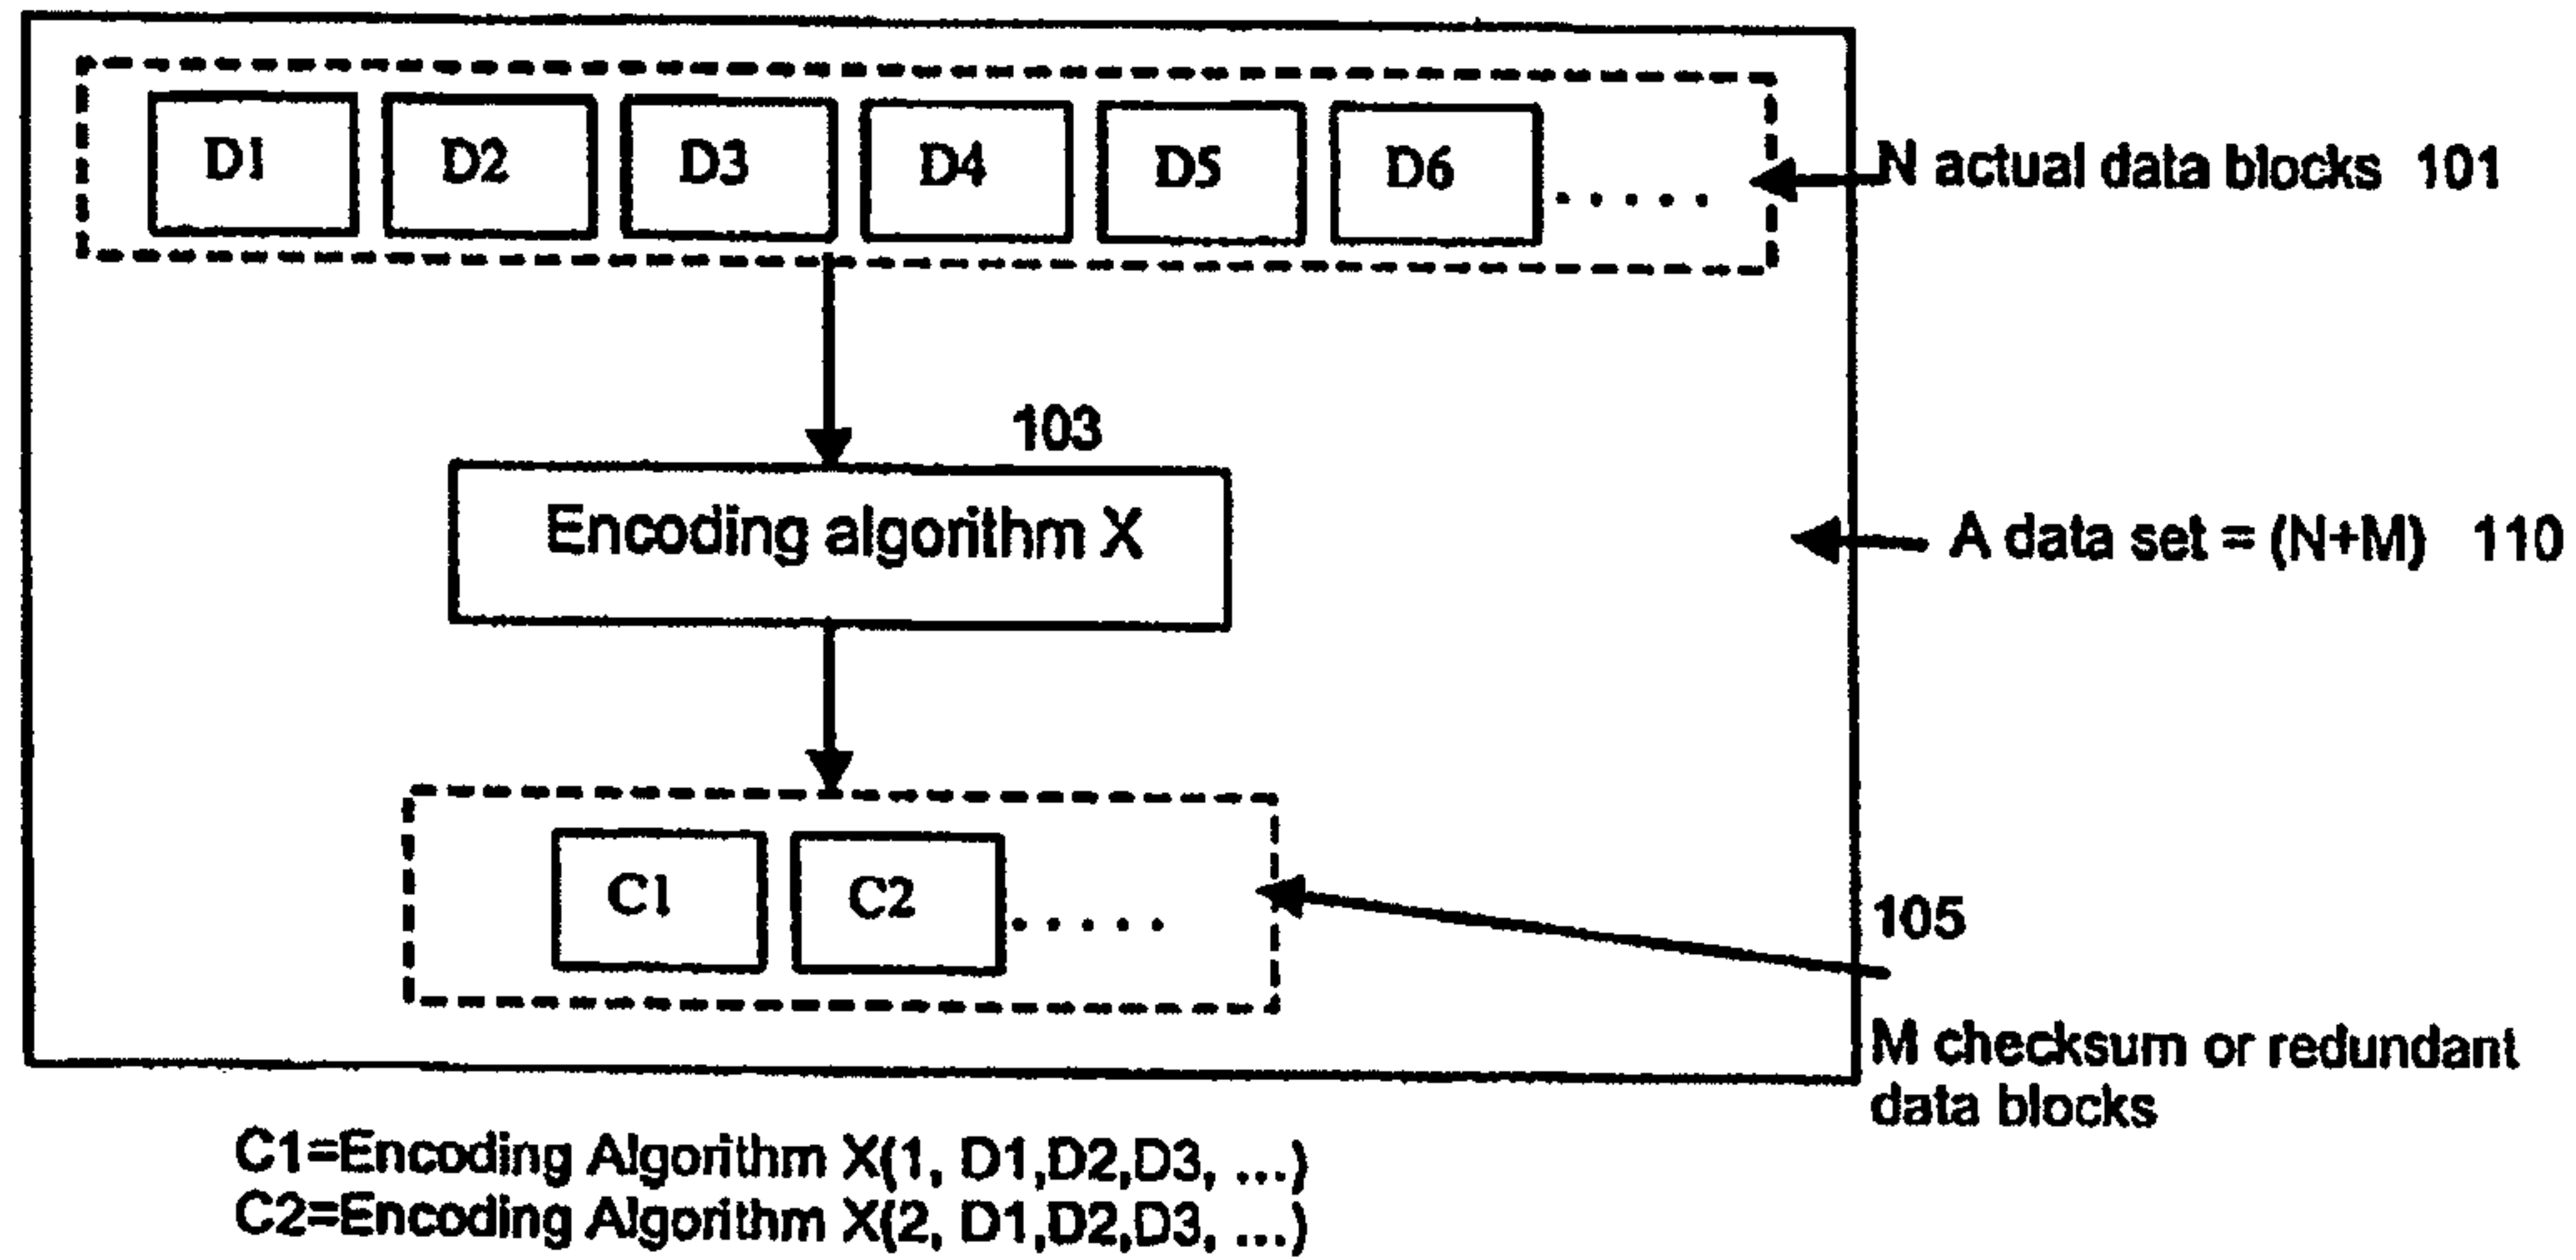 D1 D2 D3 D4 D5 D6 .....
N actual data blocks 101
103
Encoding algorithm X
A data set = (N+M) 110
C1 C2 .....
105
M checksum or redundant
data blocks
C1=Encoding Algorithm X(1, D1,D2,D3, ...)
C2=Encoding Algorithm X(2, D1,D2,D3, ...)